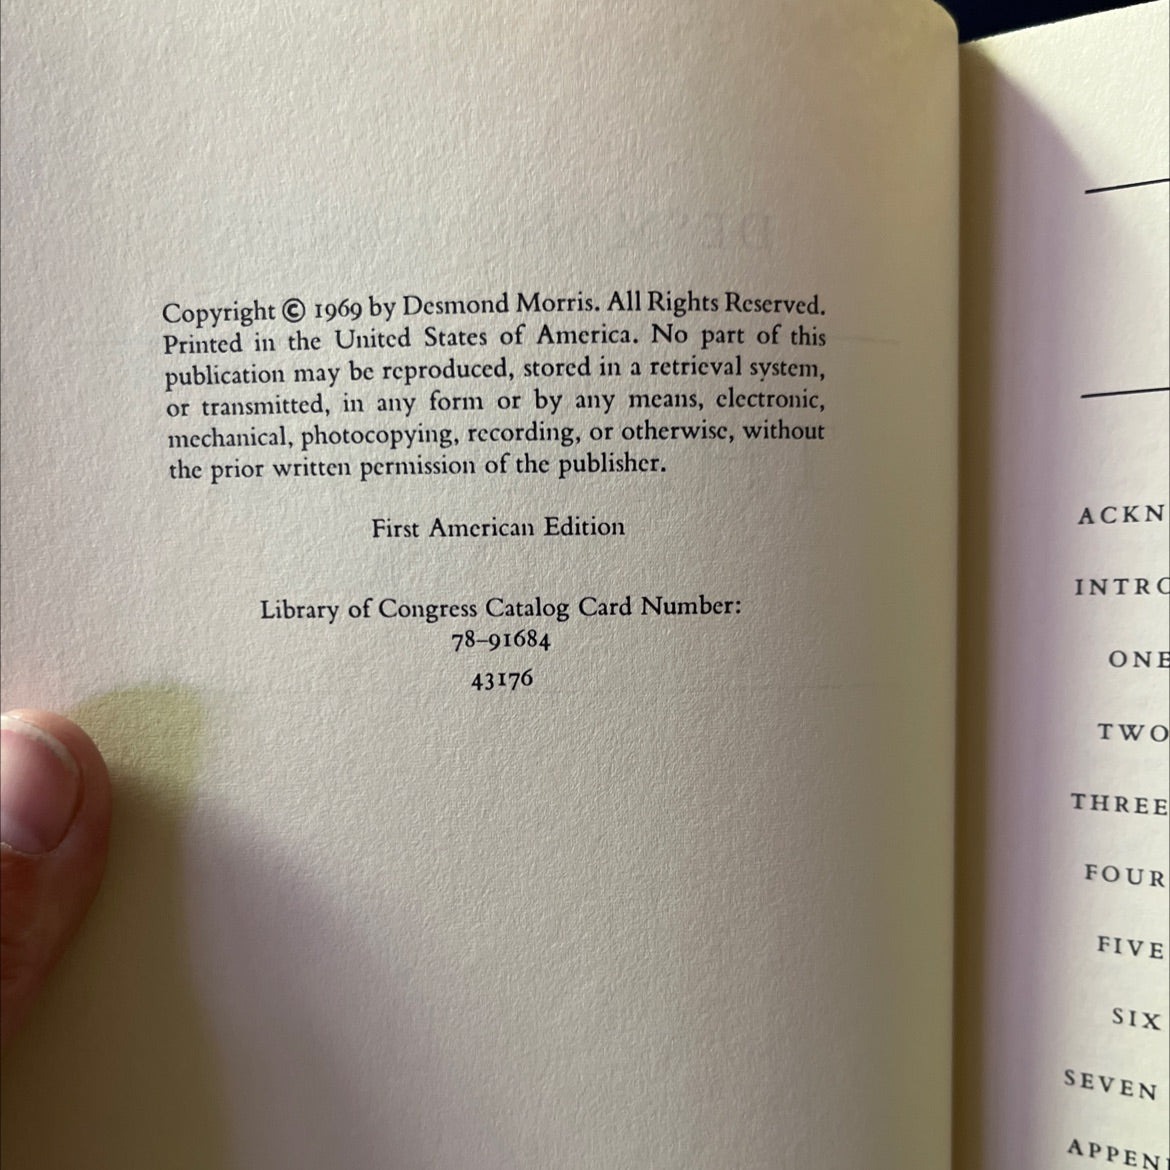 Copyright © 1969 by Desmond Morris. All Rights Reserved.
Printed in the United States of America. No part of this
publication may be reproduced, stored in a retrieval system,
or transmitted, in any form or by any means, electronic,
mechanical, photocopying, recording, or otherwise, without
the prior written permission of the publisher.
First American Edition
Library of Congress Catalog Card Number:
78–91684
43176
ACKN
INTRO
ONE
TWO
THREE
FOUR
FIVE
SIX
SEVEN
APPEN